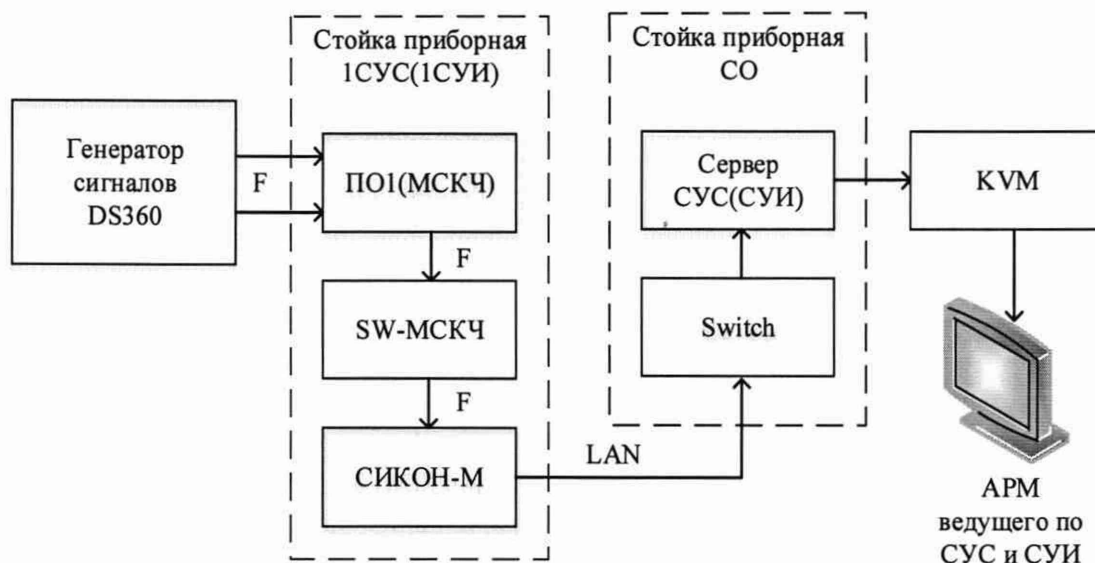 Стойка приборная
1СУС(1СУИ)
Стойка приборная
СО
Генератор
сигналов
DS360
F
ПО1(МСКЧ)
F
SW-МСКЧ
F
СИКОН-М
LAN
Сервер
СУС(СУИ)
Switch
KVM
АРМ
ведущего по
СУС и СУИ